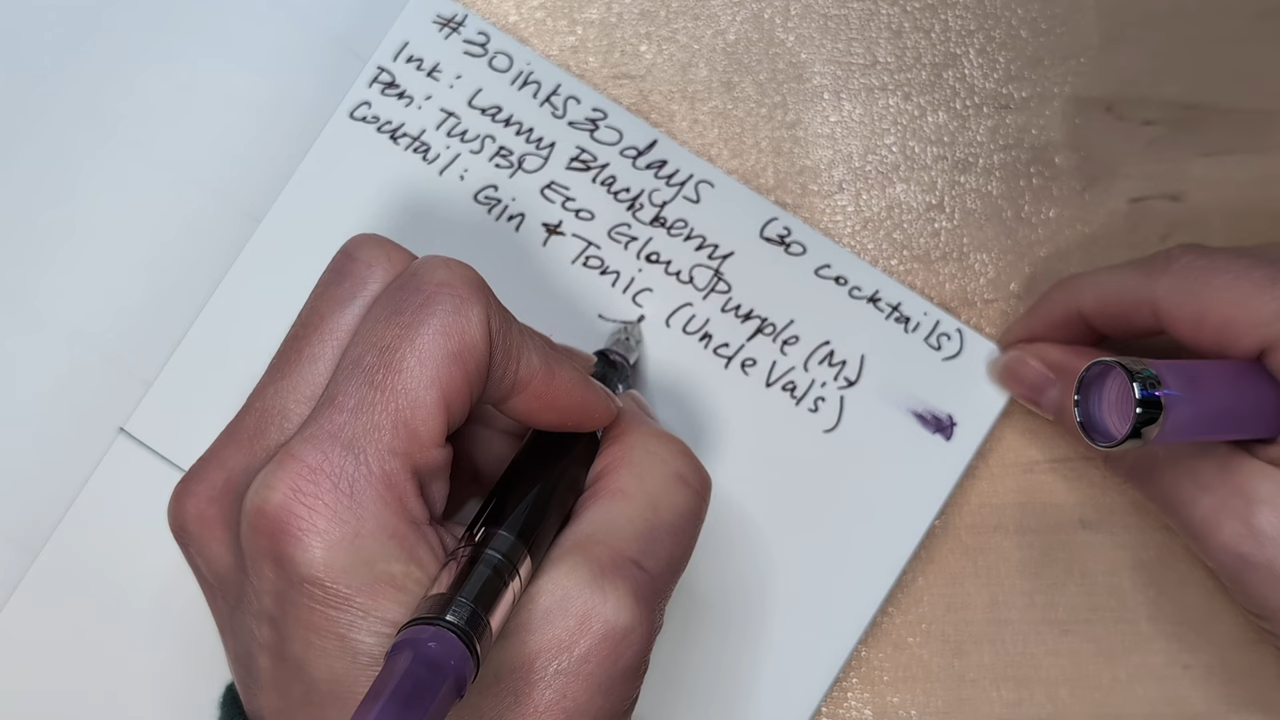 #30inks30days (30 cocktails)
Ink: Lamy Blackberry
Pen: TWSBI Eco Glow Purple (M)
Cocktail: Gin & Tonic (Uncle Val's)